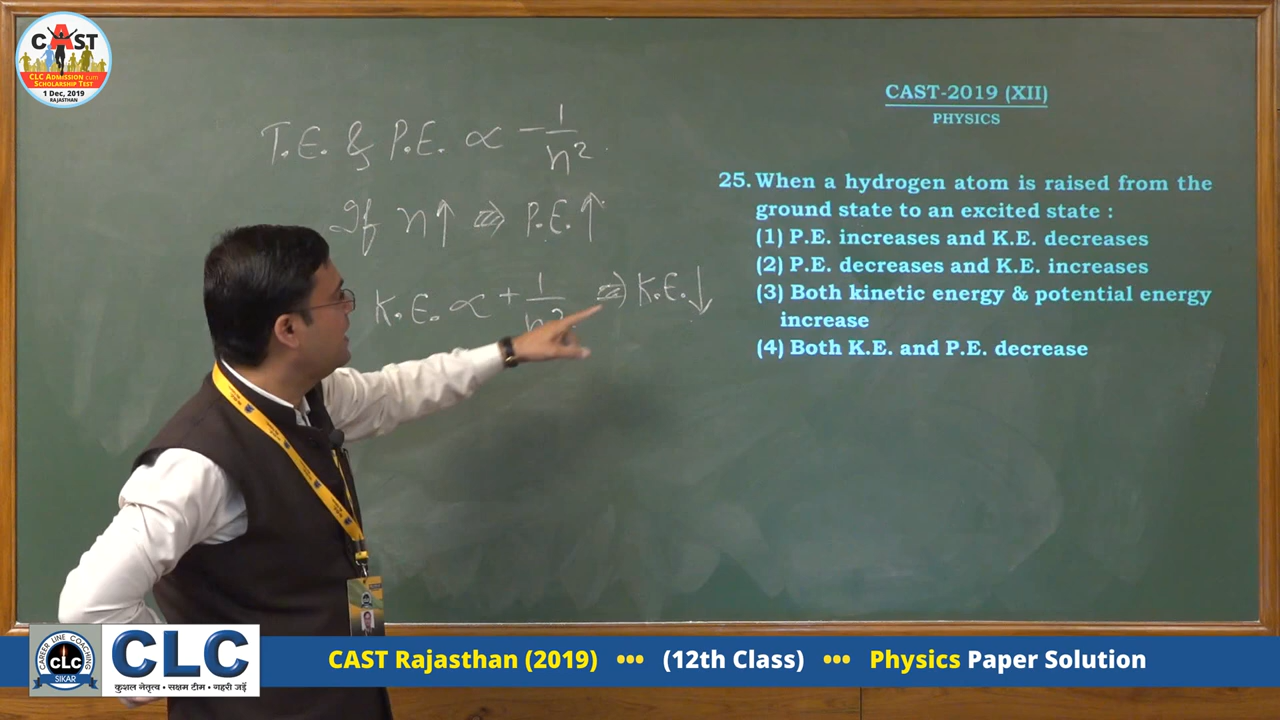 CAST
CLC ADMISSION cum
SCHOLARSHIP TEST
1 Dec, 2019
RAJASTHAN
T.E. & P.E. ∝ -1/n²
If n↑ ⇒ P.E.↑
K.E. ∝ +1/n² ⇒ K.E.↓
CAST-2019 (XII)
PHYSICS
25. When a hydrogen atom is raised from the
ground state to an excited state :
(1) P.E. increases and K.E. decreases
(2) P.E. decreases and K.E. increases
(3) Both kinetic energy & potential energy
increase
(4) Both K.E. and P.E. decrease
CAREER LINE COACHING
CLC
SIKAR
CLC
कुशल नेतृत्व • सक्षम टीम • गहरी जड़ें
CAST Rajasthan (2019) ••• (12th Class) ••• Physics Paper Solution